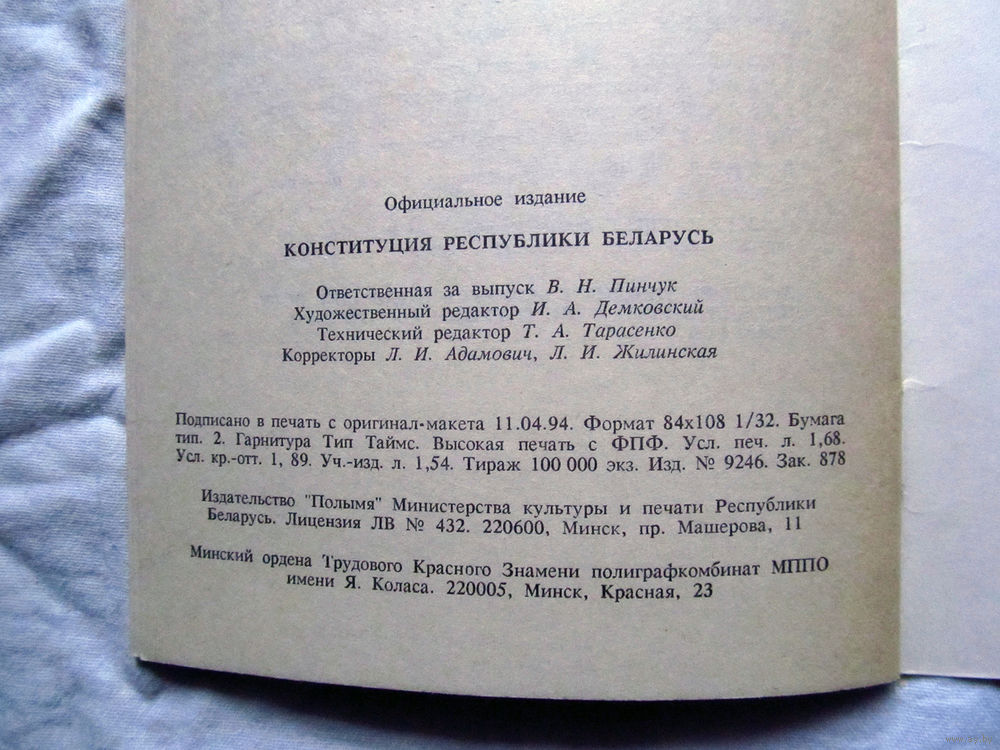 Официальное издание
КОНСТИТУЦИЯ РЕСПУБЛИКИ БЕЛАРУСЬ
Ответственная за выпуск В. Н. Пинчук
Художественный редактор И. А. Демковский
Технический редактор Т. А. Тарасенко
Корректоры Л. И. Адамович, Л. И. Жилинская
Подписано в печать с оригинал-макета 11.04.94. Формат 84x108 1/32. Бумага
тип. 2. Гарнитура Тип Таймс. Высокая печать с ФПФ. Усл. печ. л. 1,68.
Усл. кр.-отт. 1, 89. Уч.-изд. л. 1,54. Тираж 100 000 экз. Изд. № 9246. Зак. 878
Издательство "Полымя" Министерства культуры и печати Республики
Беларусь. Лицензия ЛВ № 432. 220600, Минск, пр. Машерова, 11
Минский ордена Трудового Красного Знамени полиграфкомбинат МППО
имени Я. Коласа. 220005, Минск, Красная, 23